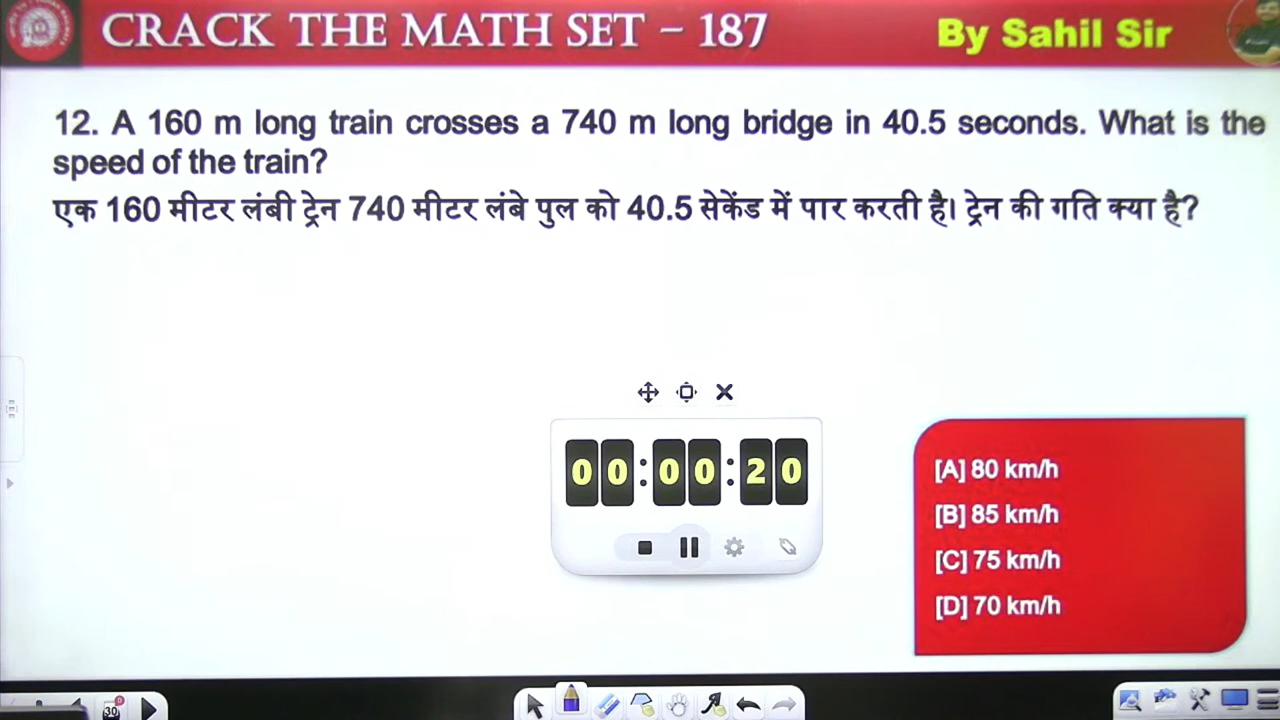 CRACK THE MATH SET – 187
By Sahil Sir
12. A 160 m long train crosses a 740 m long bridge in 40.5 seconds. What is the
speed of the train?
एक 160 मीटर लंबी ट्रेन 740 मीटर लंबे पुल को 40.5 सेकेंड में पार करती है। ट्रेन की गति क्या है?
00:00:20
[A] 80 km/h
[B] 85 km/h
[C] 75 km/h
[D] 70 km/h
30